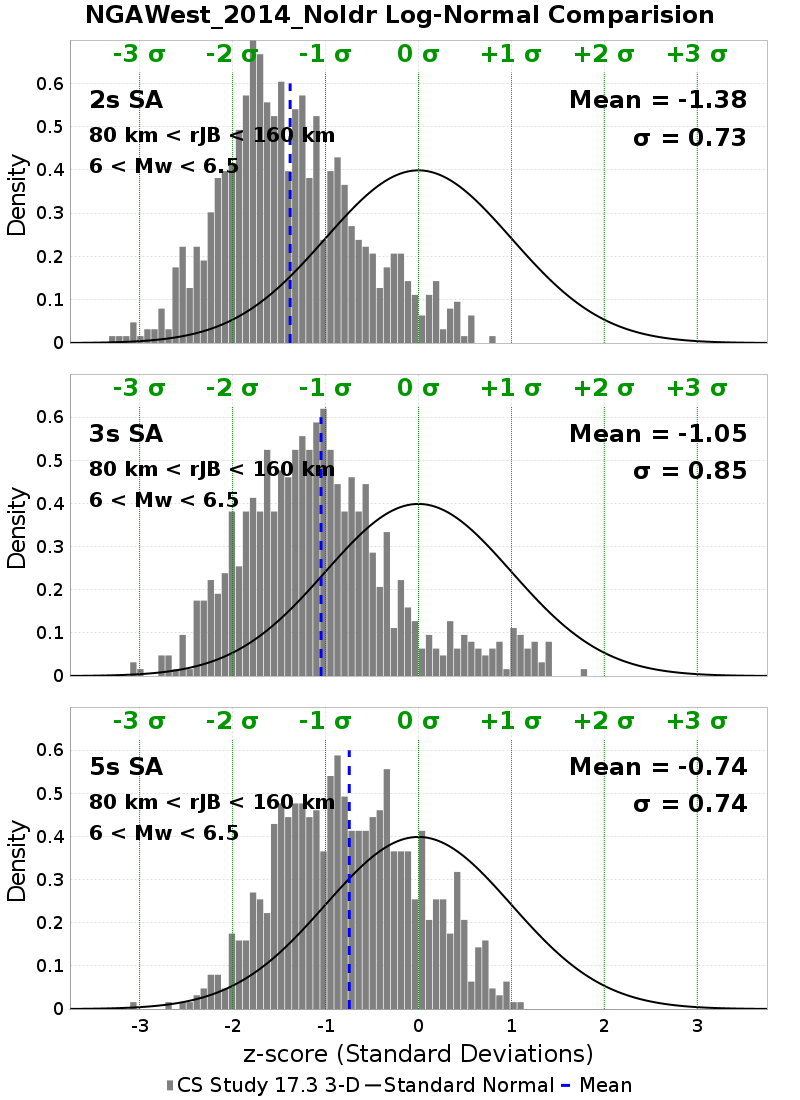 NGAWest_2014_NoIdr Log-Normal Comparision
-3 σ -2 σ -1 σ 0 σ +1 σ +2 σ +3 σ
2s SA Mean = -1.38
80 km < rJB < 160 km σ = 0.73
6 < Mw < 6.5
0.6
0.5
0.4
0.3
0.2
0.1
0
Density
-3 σ -2 σ -1 σ 0 σ +1 σ +2 σ +3 σ
3s SA Mean = -1.05
80 km < rJB < 160 km σ = 0.85
6 < Mw < 6.5
0.6
0.5
0.4
0.3
0.2
0.1
0
Density
-3 σ -2 σ -1 σ 0 σ +1 σ +2 σ +3 σ
5s SA Mean = -0.74
80 km < rJB < 160 km σ = 0.74
6 < Mw < 6.5
0.6
0.5
0.4
0.3
0.2
0.1
0
Density
-3 -2 -1 0 1 2 3
z-score (Standard Deviations)
CS Study 17.3 3-D Standard Normal Mean